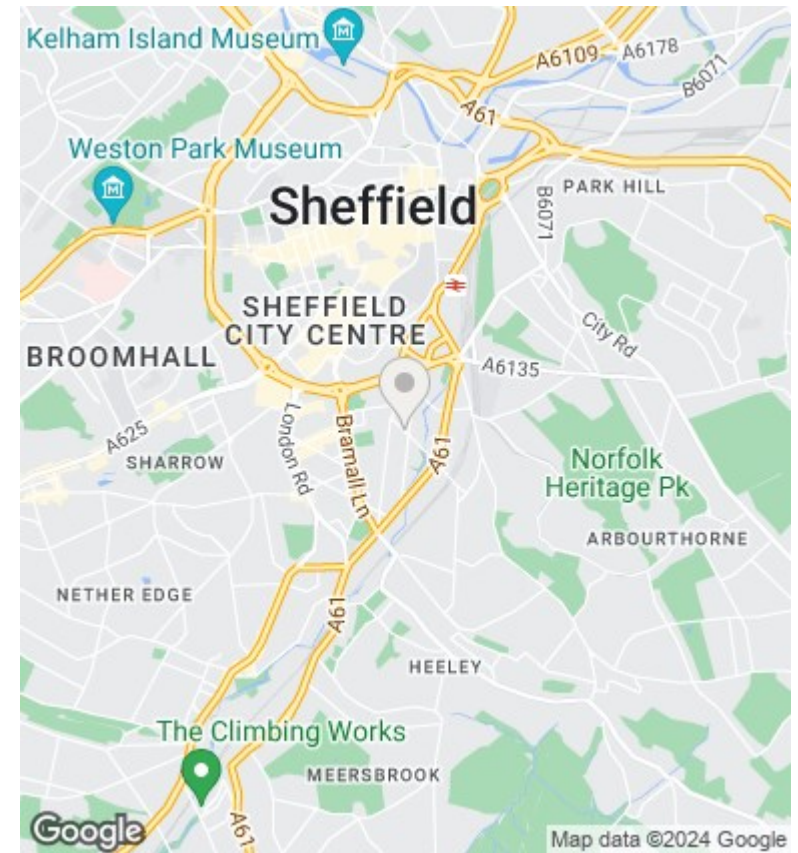 Kelham Island Museum
A6109
A6178
B6071
A61
Weston Park Museum
PARK HILL
Sheffield
B6071
SHEFFIELD
CITY CENTRE
City Rd
BROOMHALL
A6135
A625
London Rd
Bramall Ln
SHARROW
A61
Norfolk
Heritage Pk
ARBOURTHORNE
NETHER EDGE
A61
HEELEY
The Climbing Works
MEERSBROOK
A61
Google
Map data ©2024 Google